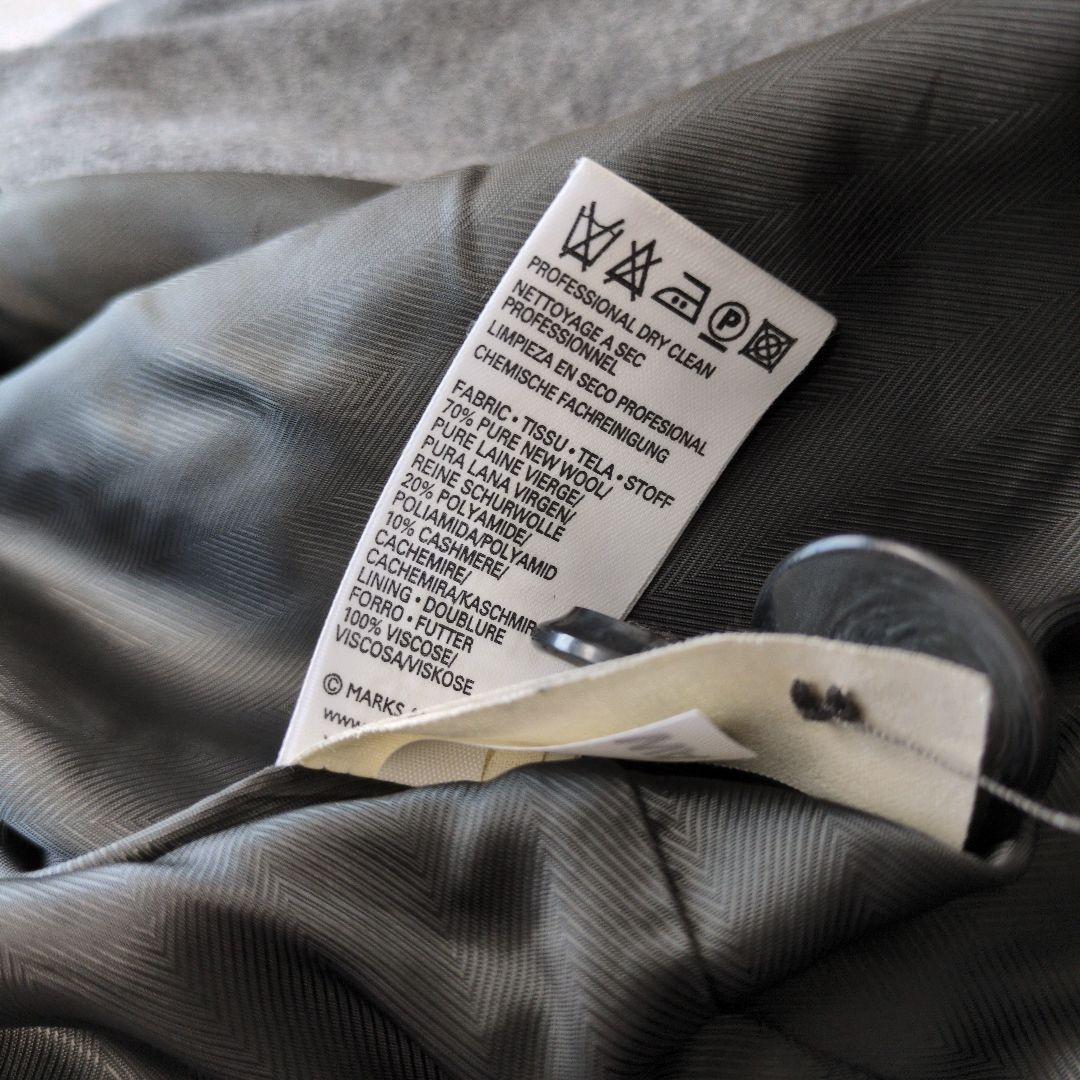 P
PROFESSIONAL DRY CLEAN
NETTOYAGE A SEC
PROFESSIONNEL
LIMPIEZA EN SECO PROFESIONAL
CHEMISCHE FACHREINIGUNG
FABRIC • TISSU • TELA • STOFF
70% PURE NEW WOOL/
PURE LAINE VIERGE/
PURA LANA VIRGEN/
REINE SCHURWOLLE
20% POLYAMIDE/
POLIAMIDA/POLYAMID
10% CASHMERE/
CACHEMIRE/
CACHEMIRA/KASCHMIR
LINING • DOUBLURE
FORRO • FUTTER
100% VISCOSE/
VISCOSA/VISKOSE
© MARKS
www